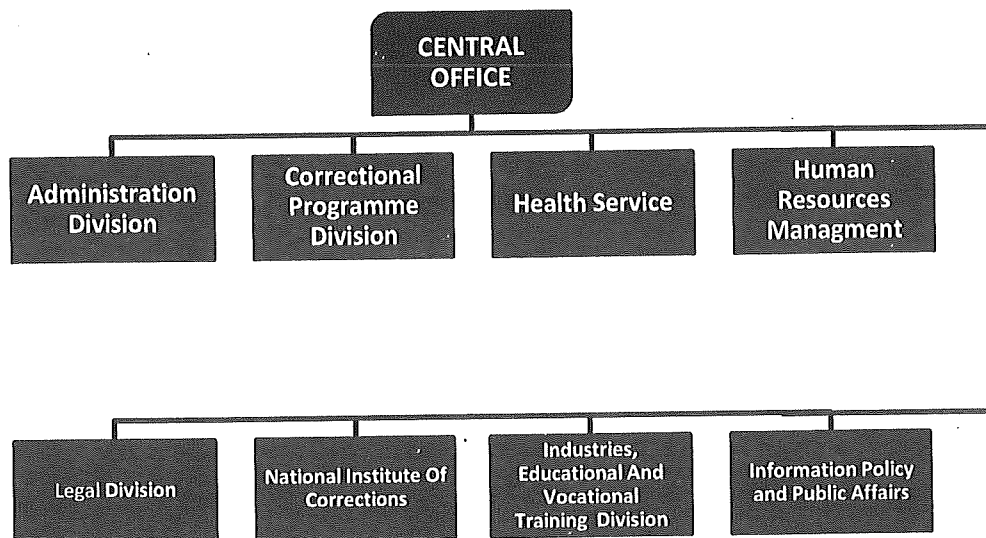 CENTRAL
OFFICE
Administration
Division
Correctional
Programme
Division
Health Service
Human
Resources
Managment
Legal Division
National Institute Of
Corrections
Industries,
Educational And
Vocational
Training Division
Information Policy
and Public Affairs